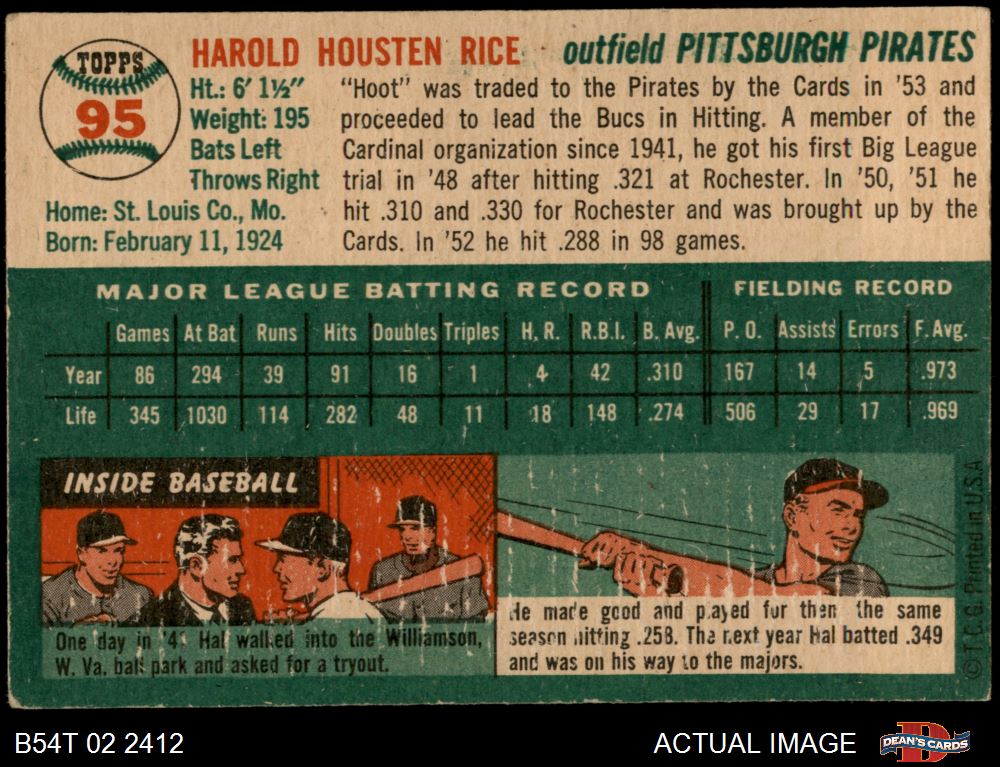 TOPPS
95
HAROLD HOUSTEN RICE outfield PITTSBURGH PIRATES
Ht.: 6' 1½"
Weight: 195
Bats Left
Throws Right
Home: St. Louis Co., Mo.
Born: February 11, 1924
"Hoot" was traded to the Pirates by the Cards in '53 and
proceeded to lead the Bucs in Hitting. A member of the
Cardinal organization since 1941, he got his first Big League
trial in '48 after hitting .321 at Rochester. In '50, '51 he
hit .310 and .330 for Rochester and was brought up by the
Cards. In '52 he hit .288 in 98 games.
MAJOR LEAGUE BATTING RECORD FIELDING RECORD
Games At Bat Runs Hits Doubles Triples H. R. R.B.I. B. Avg. P. O. Assists Errors F. Avg.
Year 86 294 39 91 16 1 4 42 .310 167 14 5 .973
Life 345 1030 114 282 48 11 18 148 .274 506 29 17 .969
INSIDE BASEBALL
One day in '4 Hal walked into the Williamson,
W. Va. ball park and asked for a tryout.
He made good and played for them the same
season hitting .258. The next year Hal batted .349
and was on his way to the majors.
© T. C. G. Printed in U.S.A
B54T 02 2412 ACTUAL IMAGE
D
DEAN'S CARDS